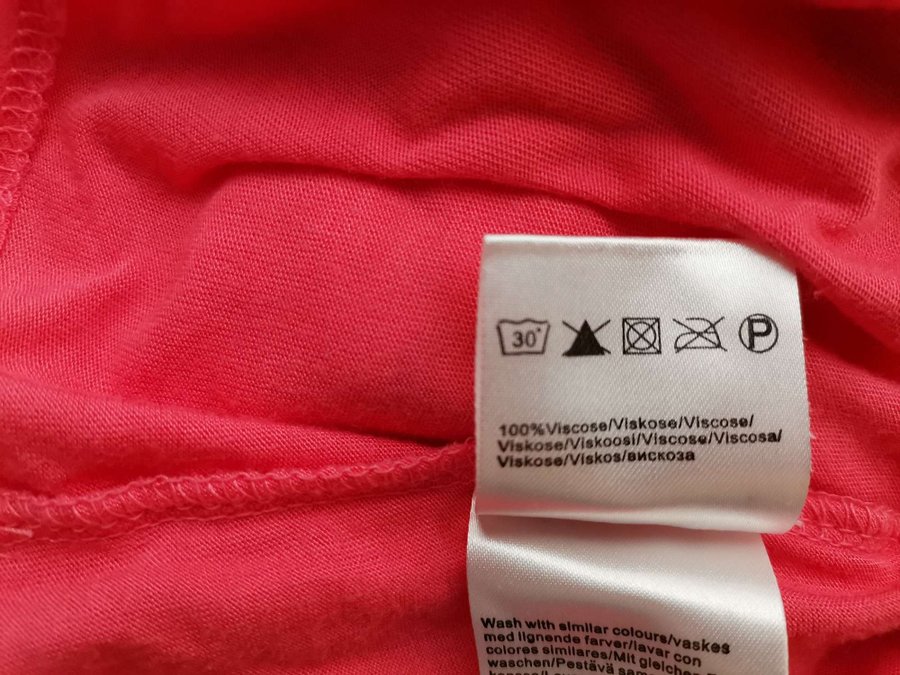 30°
P
100%Viscose/Viskose/Viscose/
Viskose/Viskoosi/Viscose/Viscosa/
Viskose/Viskos/вискоза
Wash with similar colours/vaskes
med lignende farver/lavar con
colores similares/Mit gleichen
waschen/Pestävä